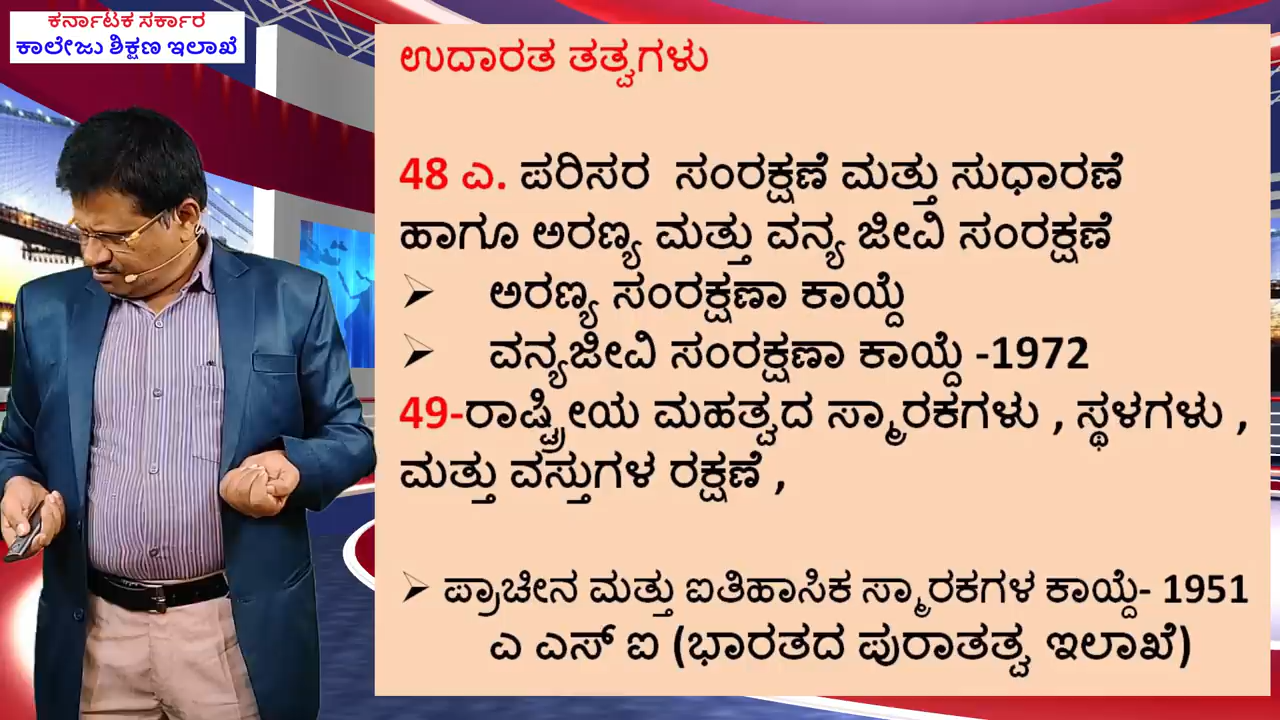 ಕರ್ನಾಟಕ ಸರ್ಕಾರ
ಕಾಲೇಜು ಶಿಕ್ಷಣ ಇಲಾಖೆ
ಉದಾರತ ತತ್ವಗಳು
48 ಎ. ಪರಿಸರ ಸಂರಕ್ಷಣೆ ಮತ್ತು ಸುಧಾರಣೆ
ಹಾಗೂ ಅರಣ್ಯ ಮತ್ತು ವನ್ಯ ಜೀವಿ ಸಂರಕ್ಷಣೆ
➢ ಅರಣ್ಯ ಸಂರಕ್ಷಣಾ ಕಾಯ್ದೆ
➢ ವನ್ಯಜೀವಿ ಸಂರಕ್ಷಣಾ ಕಾಯ್ದೆ -1972
49-ರಾಷ್ಟ್ರೀಯ ಮಹತ್ವದ ಸ್ಮಾರಕಗಳು , ಸ್ಥಳಗಳು ,
ಮತ್ತು ವಸ್ತುಗಳ ರಕ್ಷಣೆ ,
➢ ಪ್ರಾಚೀನ ಮತ್ತು ಐತಿಹಾಸಿಕ ಸ್ಮಾರಕಗಳ ಕಾಯ್ದೆ- 1951
ಎ ಎಸ್ ಐ (ಭಾರತದ ಪುರಾತತ್ವ ಇಲಾಖೆ)